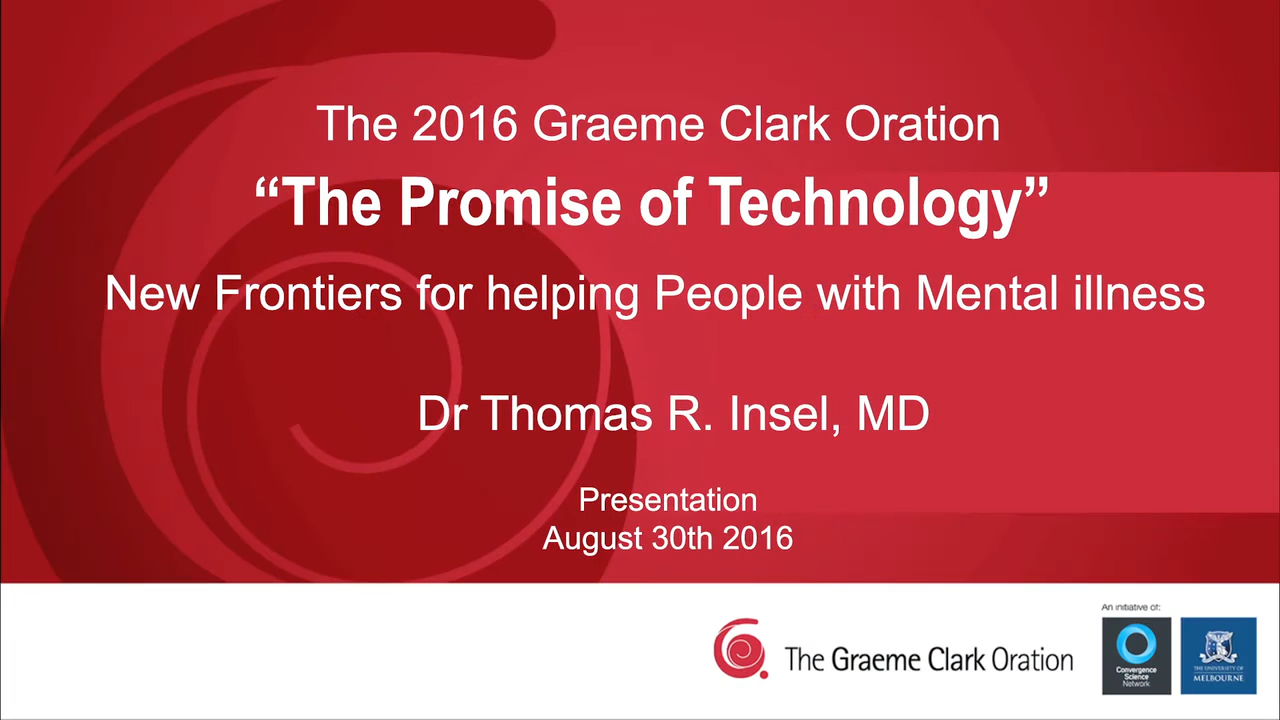 The 2016 Graeme Clark Oration
“The Promise of Technology”
New Frontiers for helping People with Mental illness
Dr Thomas R. Insel, MD
Presentation
August 30th 2016
An initiative of:
The Graeme Clark Oration
Convergence
Science
Network
THE UNIVERSITY OF
MELBOURNE